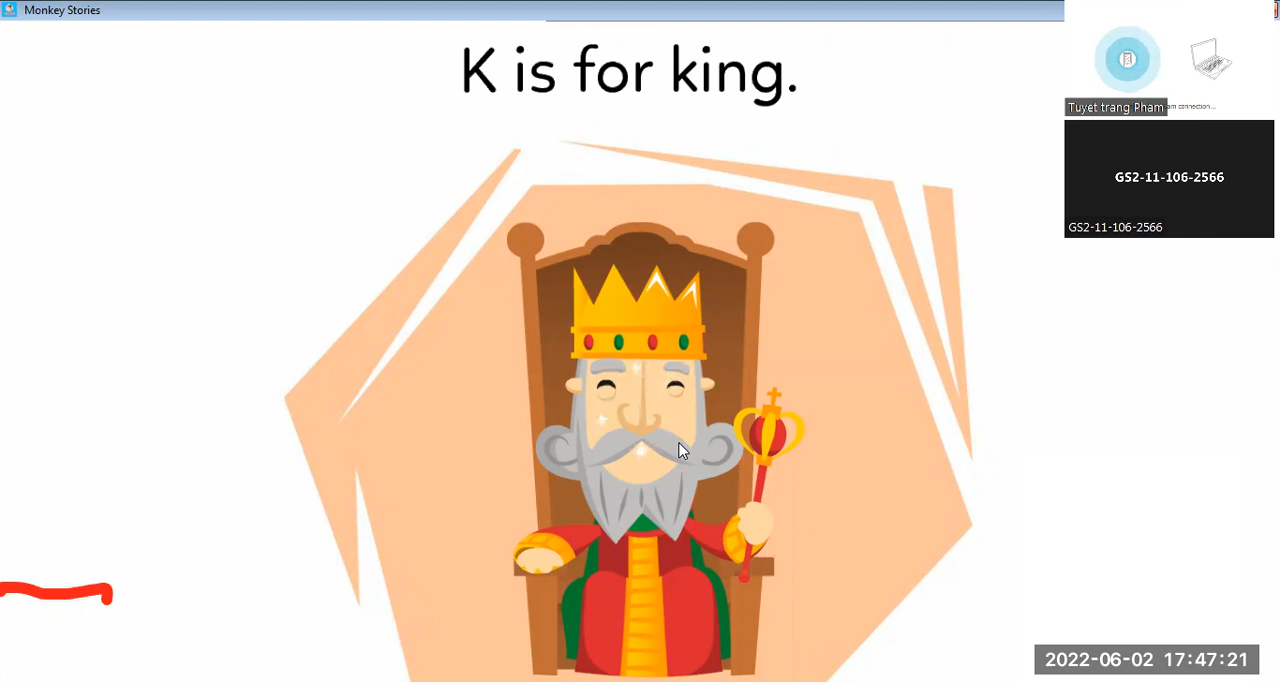 Monkey Stories
K is for king.
Tuyet trang Pham
GS2-11-106-2566
GS2-11-106-2566
2022-06-02 17:47:21